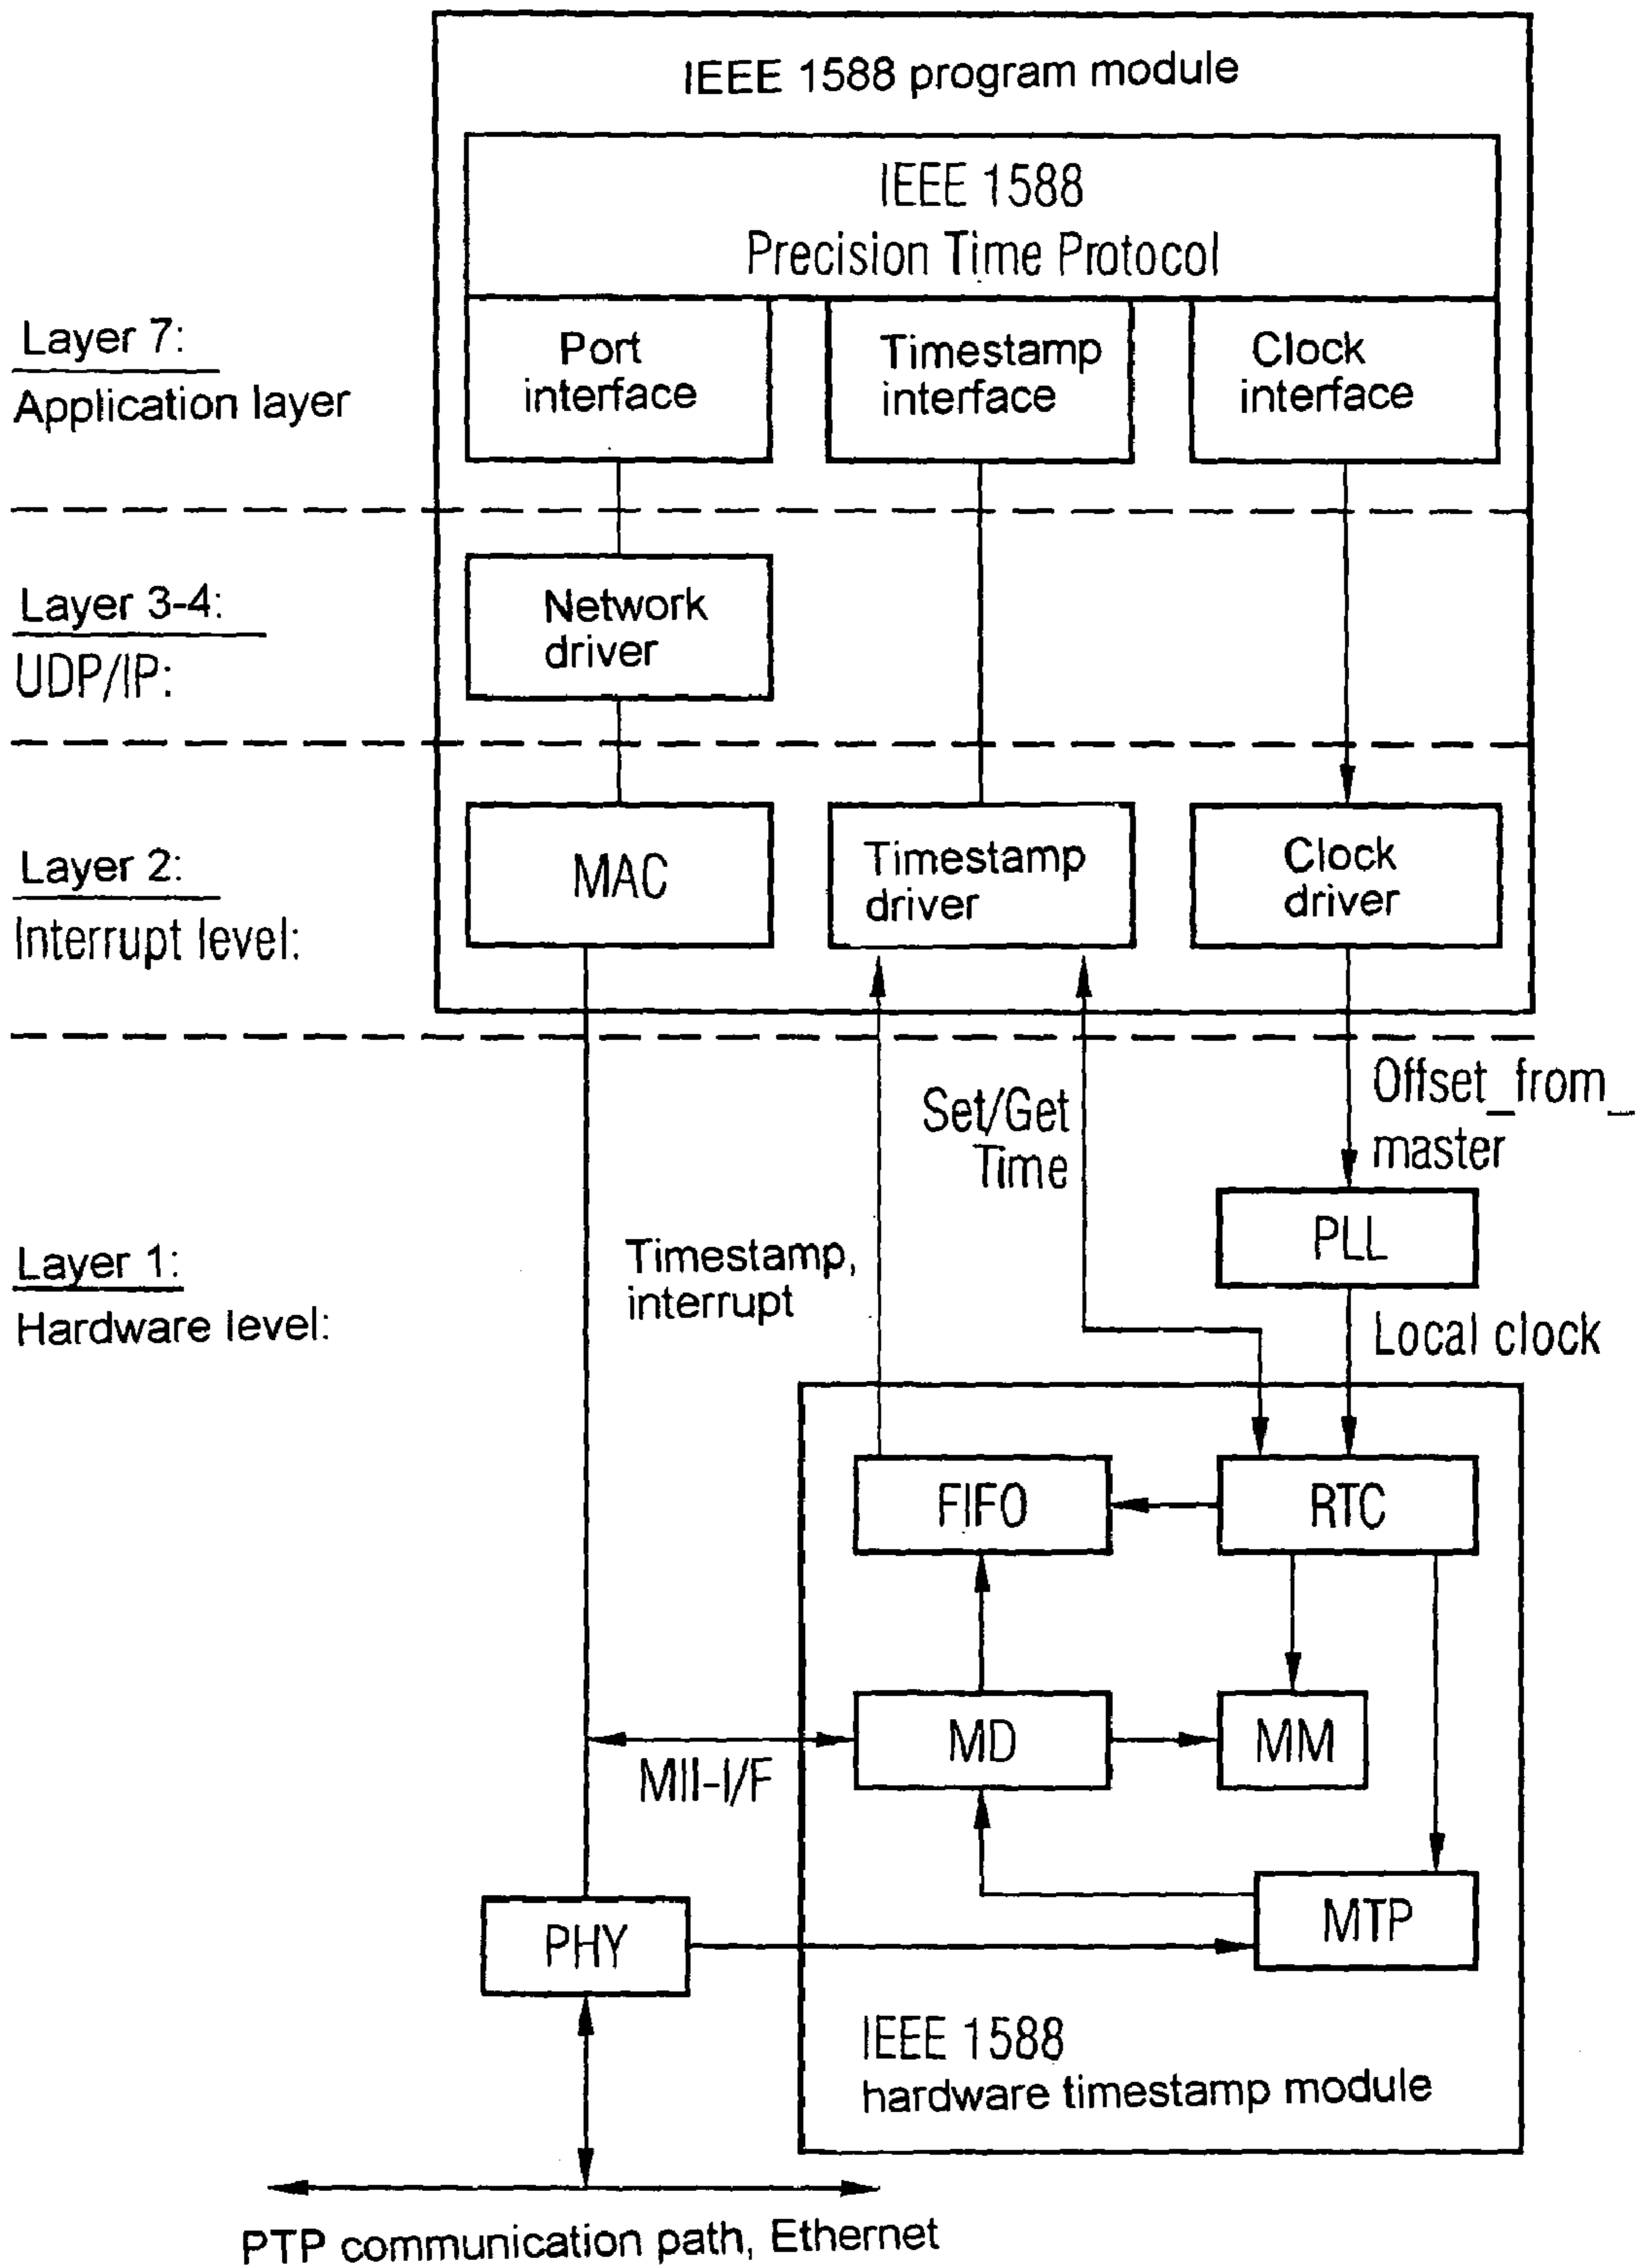 IEEE 1588 program module
IEEE 1588
Precision Time Protocol
Layer 7:
Application layer
Port
interface
Timestamp
interface
Clock
interface
Layer 3-4:
UDP/IP:
Network
driver
Layer 2:
Interrupt level:
MAC
Timestamp
driver
Clock
driver
Offset_from_
master
Set/Get
Time
PLL
Layer 1:
Hardware level:
Timestamp,
interrupt
Local clock
FIFO
RTC
MD
MM
MII-I/F
MTP
PHY
IEEE 1588
hardware timestamp module
PTP communication path, Ethernet